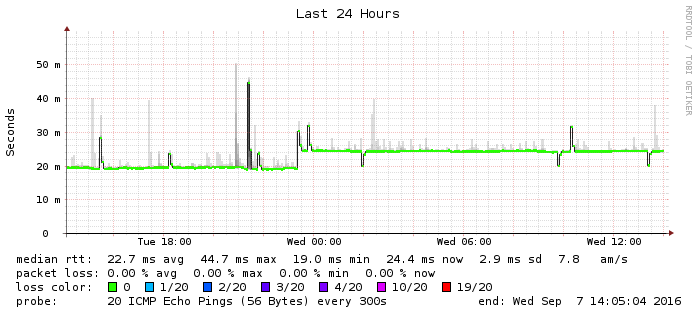 Last 24 Hours
RRDTOOL / TOBI OETIKER
Seconds
50 m
40 m
30 m
20 m
10 m
0
Tue 18:00 Wed 00:00 Wed 06:00 Wed 12:00
median rtt: 22.7 ms avg 44.7 ms max 19.0 ms min 24.4 ms now 2.9 ms sd 7.8 am/s
packet loss: 0.00 % avg 0.00 % max 0.00 % min 0.00 % now
loss color: 0 1/20 2/20 3/20 4/20 10/20 19/20
probe: 20 ICMP Echo Pings (56 Bytes) every 300s end: Wed Sep 7 14:05:04 2016